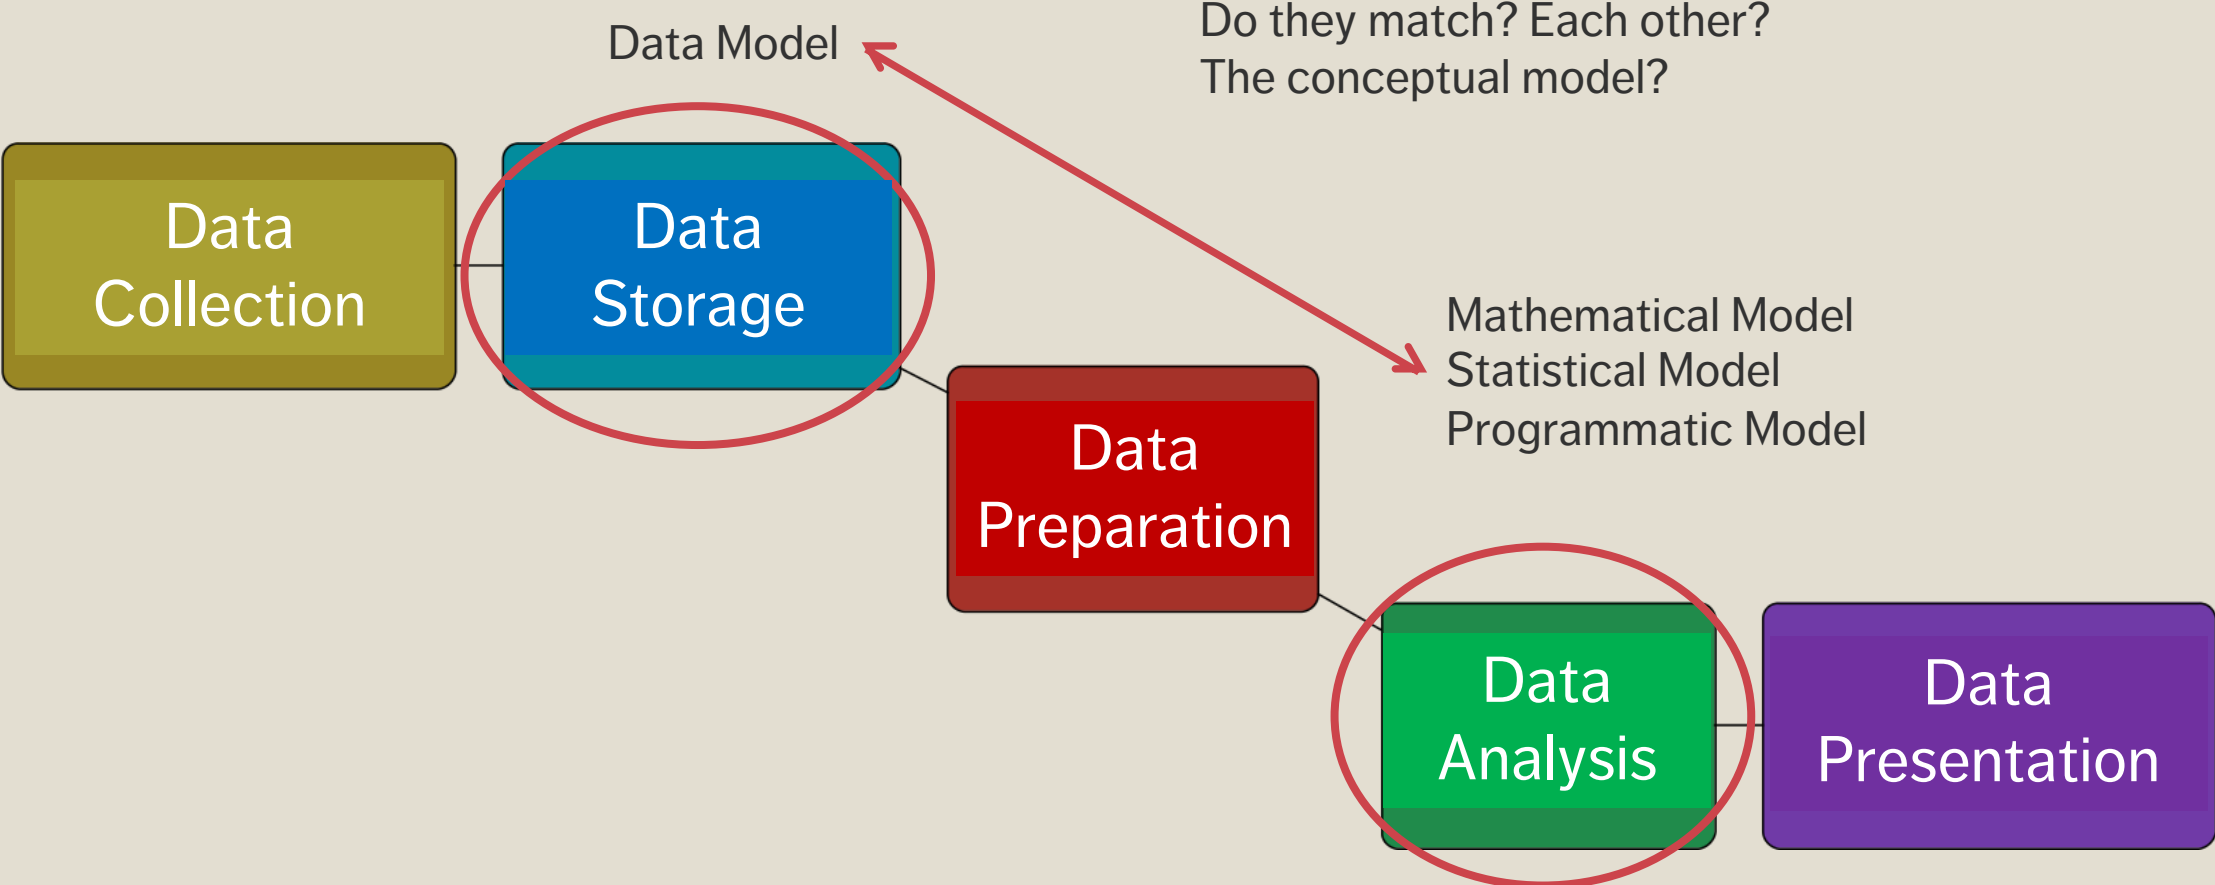 Data Model
Do they match? Each other?
The conceptual model?
Data
Collection
Data
Storage
Mathematical Model
Statistical Model
Programmatic Model
Data
Preparation
Data
Analysis
Data
Presentation